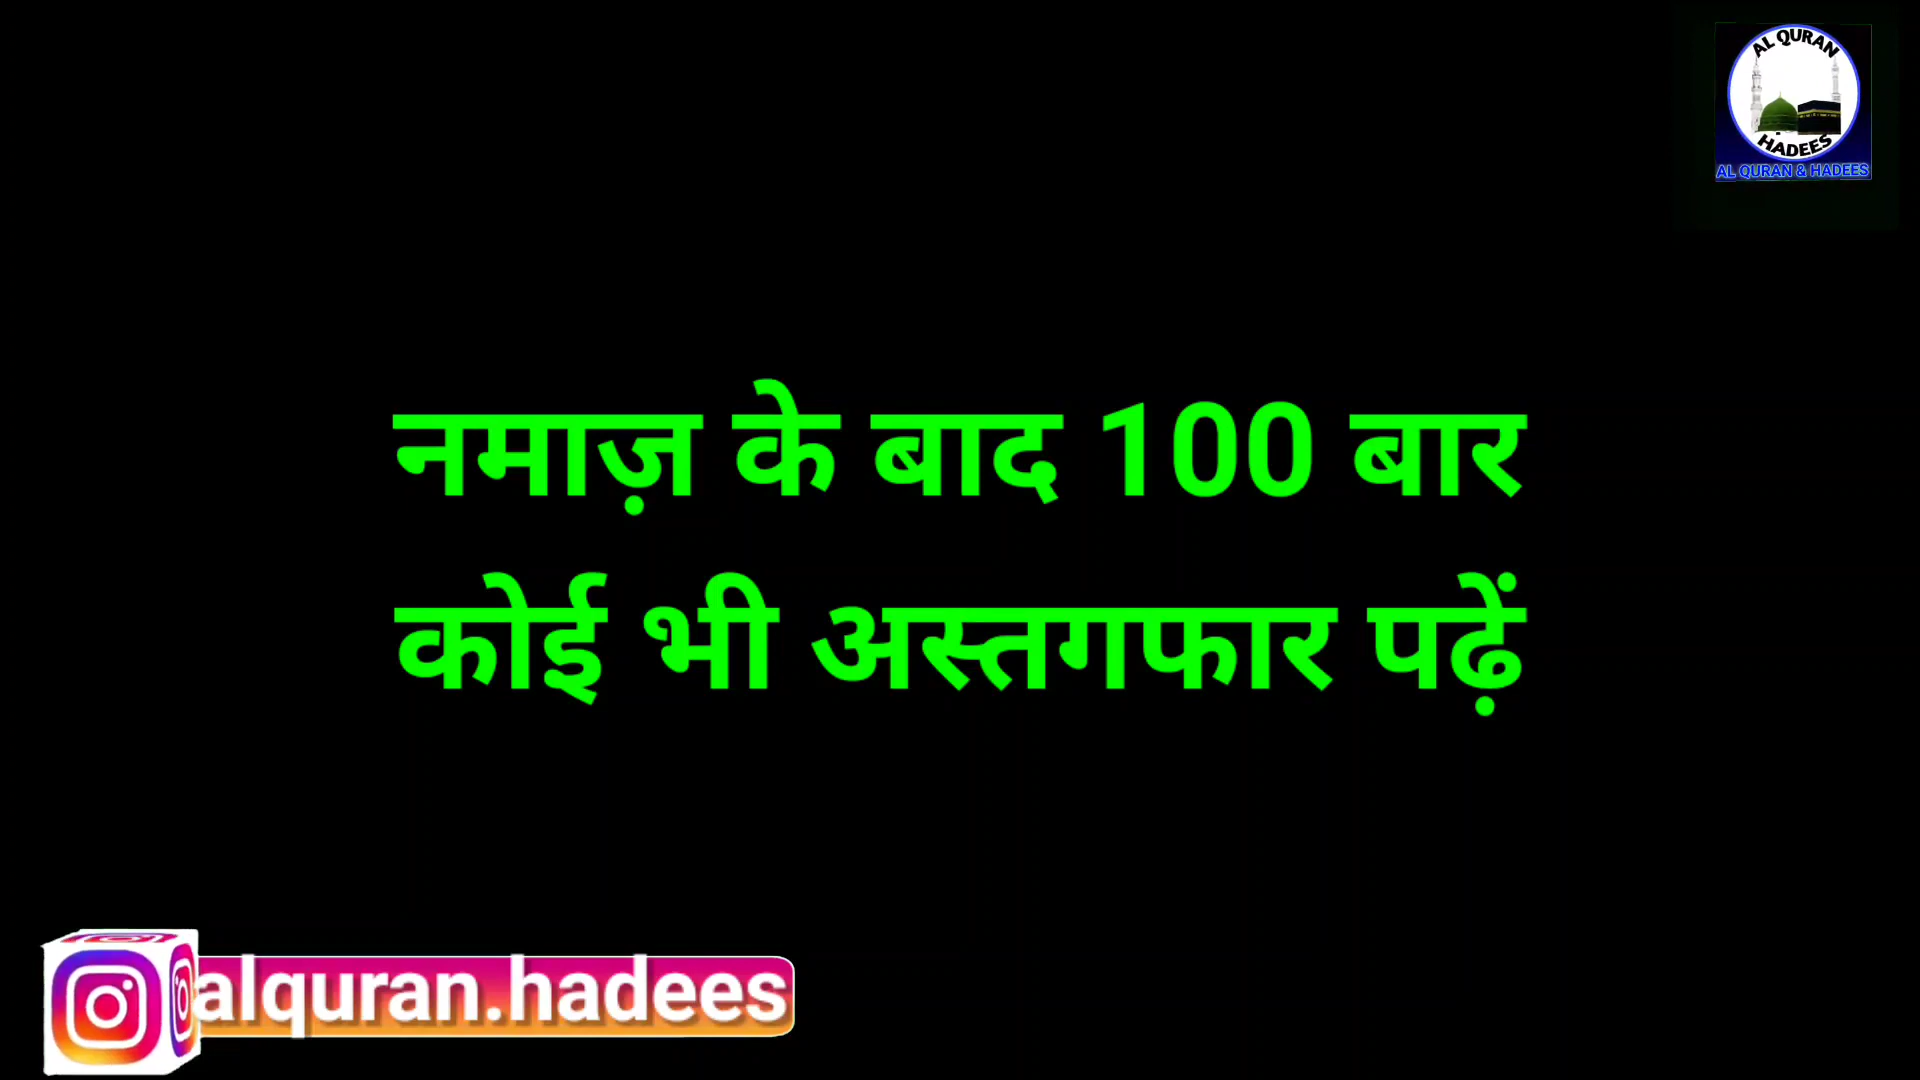 AL QURAN
HADEES
AL QURAN & HADEES
नमाज़ के बाद 100 बार
कोई भी अस्तगफार पढ़ें
alquran.hadees